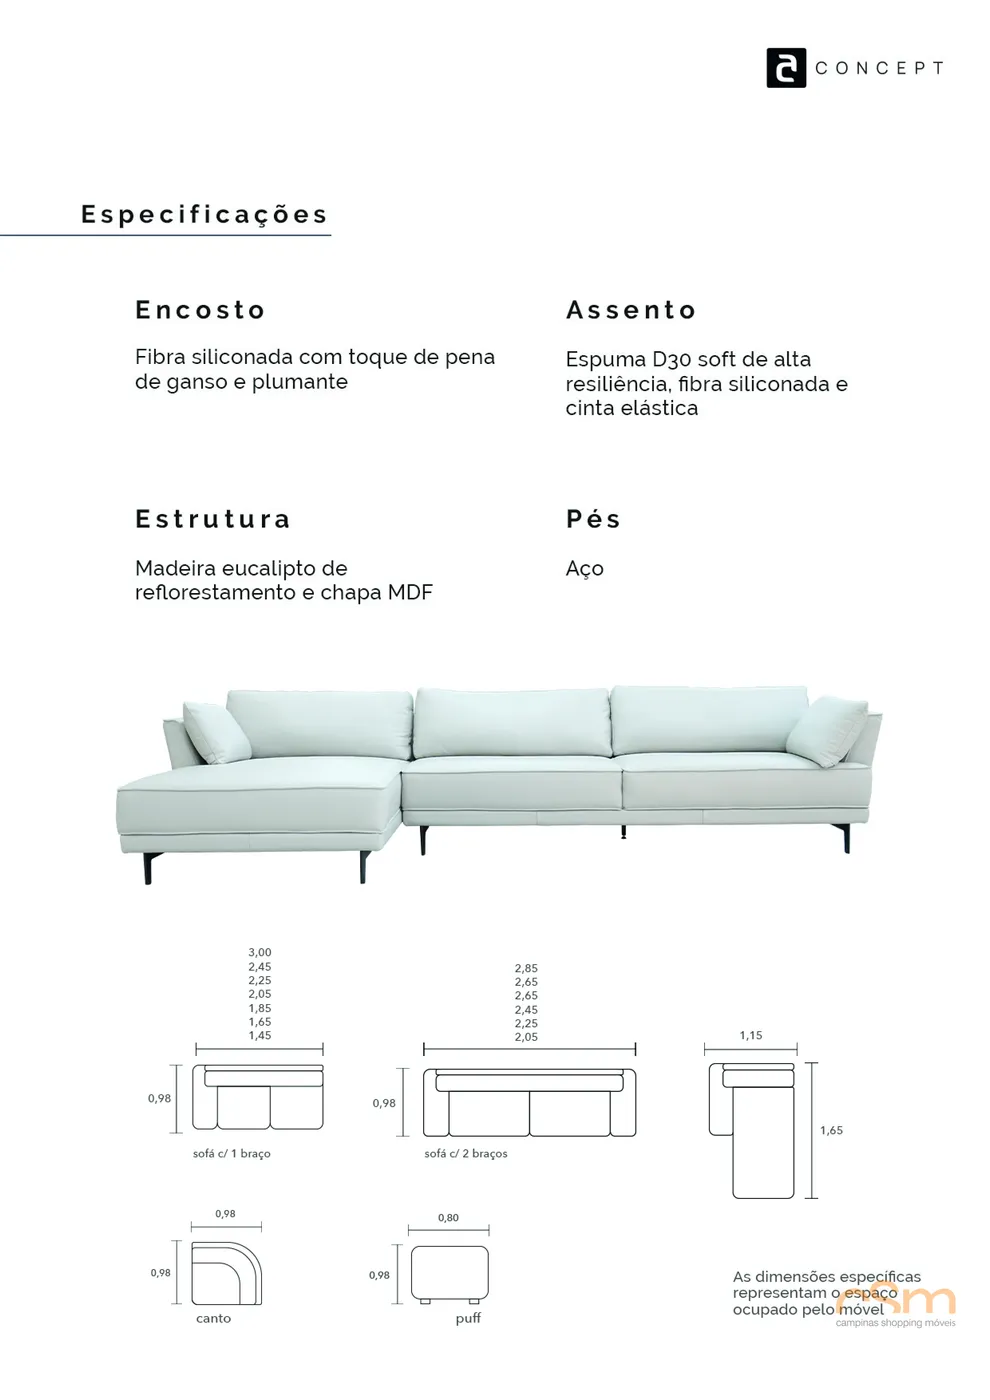 CONCEPT
Especificações
Encosto
Fibra siliconada com toque de pena
de ganso e plumante
Assento
Espuma D30 soft de alta
resiliência, fibra siliconada e
cinta elástica
Estrutura
Madeira eucalipto de
reflorestamento e chapa MDF
Pés
Aço
3,00
2,45
2,25
2,05
1,85
1,65
1,45
0,98
sofá c/ 1 braço
2,85
2,65
2,65
2,45
2,25
2,05
0,98
sofá c/ 2 braços
1,15
1,65
0,98
0,98
canto
0,80
0,98
puff
As dimensões específicas
representam o espaço
ocupado pelo móvel
csm
campinas shopping móveis